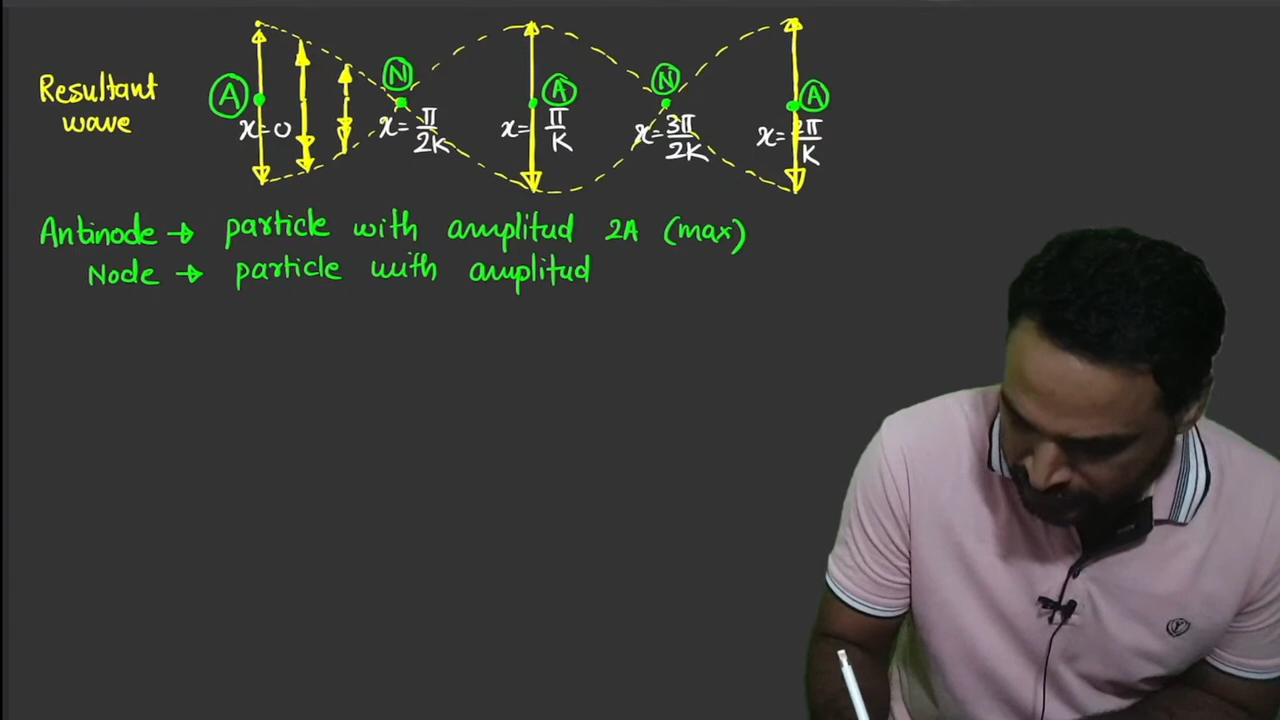 Resultant
wave
A
N
A
N
A
x=0
x=π/2K
x=π/K
x=3π/2K
x=2π/K
Antinode → particle with amplitud 2A (max)
Node → particle with amplitud